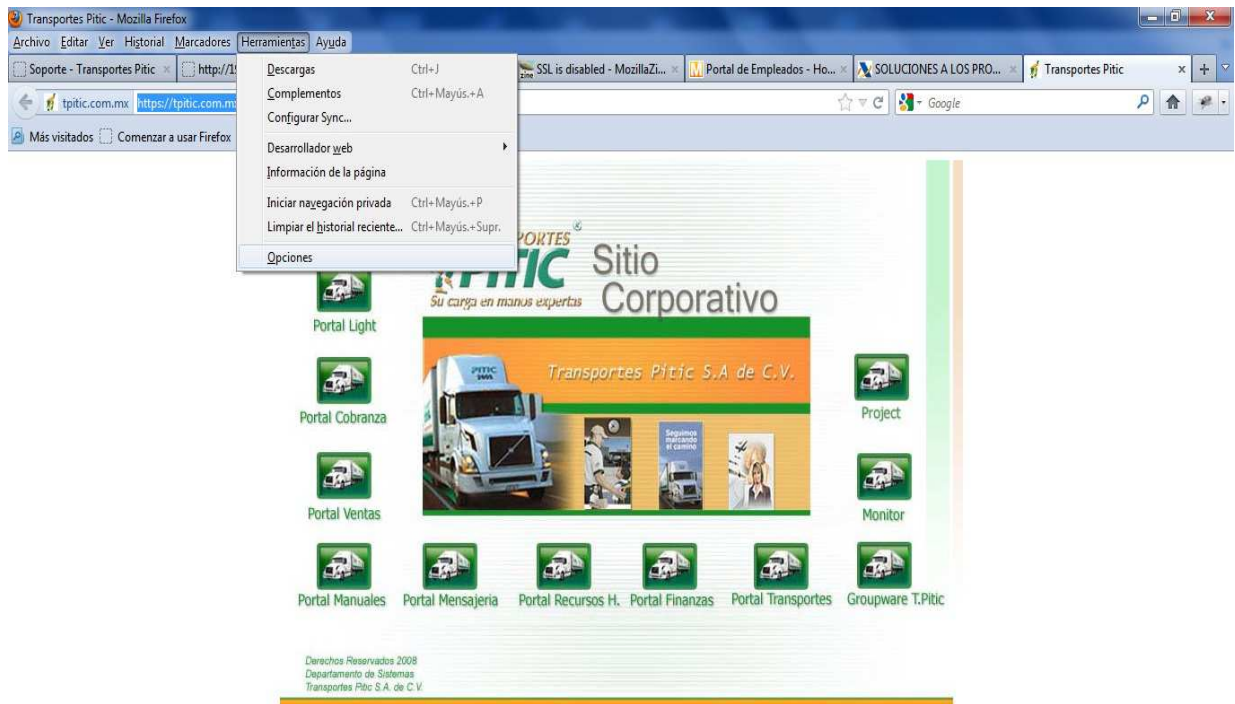 Transportes Pitic - Mozilla Firefox
Archivo Editar Ver Historial Marcadores Herramientas Ayuda
Soporte - Transportes Pitic × http://1 SSL is disabled - MozillaZi... × Portal de Empleados - Ho... × SOLUCIONES A LOS PRO... × Transportes Pitic × +
tpitic.com.mx https://tpitic.com.m Google
Más visitados Comenzar a usar Firefox
Descargas Ctrl+J
Complementos Ctrl+Mayús.+A
Configurar Sync...
Desarrollador web
Información de la página
Iniciar navegación privada Ctrl+Mayús.+P
Limpiar el historial reciente... Ctrl+Mayús.+Supr.
Opciones
PORTES
PITIC
Su carga en manos expertas
Sitio
Corporativo
Portal Light
PITIC
Transportes Pitic S.A de C.V.
Seguimos
marcando
el camino
Portal Cobranza
Project
Portal Ventas
Monitor
Portal Manuales Portal Mensajeria Portal Recursos H. Portal Finanzas Portal Transportes Groupware T.Pitic
Derechos Reservados 2008
Departamento de Sistemas
Transportes Pitic S.A. de C.V.